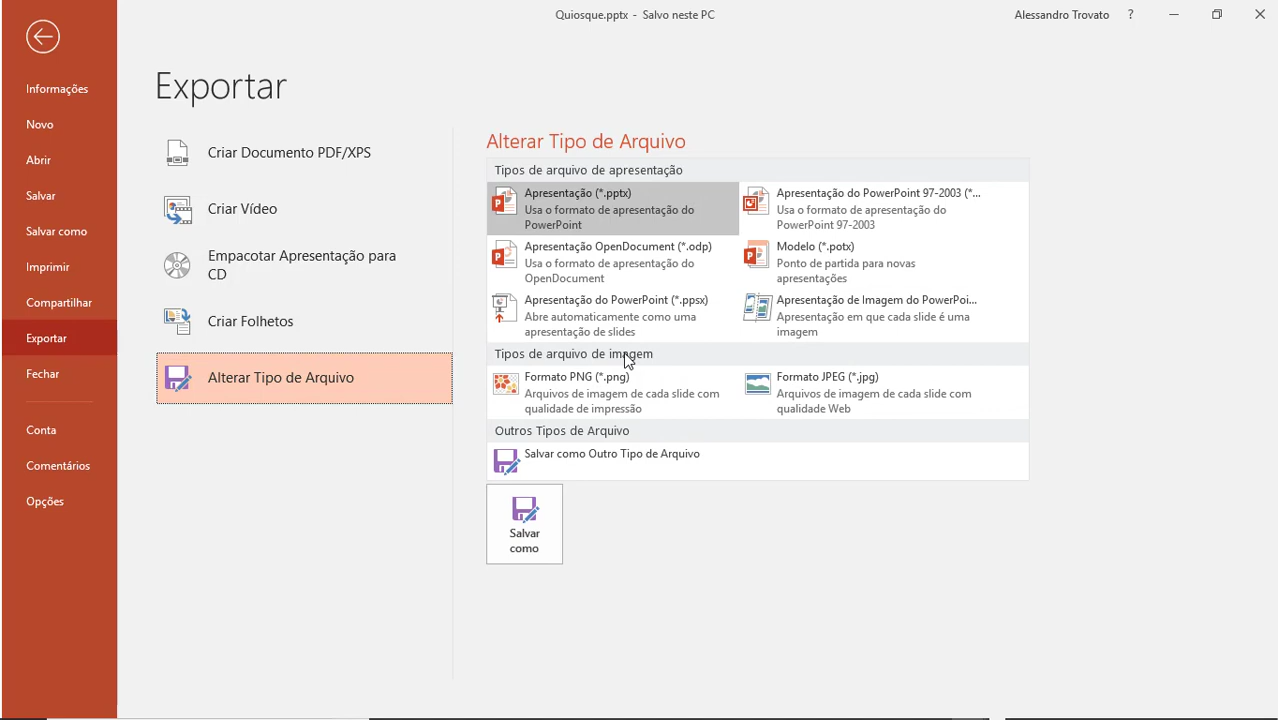 Quiosque.pptx - Salvo neste PC
Alessandro Trovato
?
Informações
Novo
Abrir
Salvar
Salvar como
Imprimir
Compartilhar
Exportar
Fechar
Conta
Comentários
Opções
Exportar
Criar Documento PDF/XPS
Criar Vídeo
Empacotar Apresentação para
CD
Criar Folhetos
Alterar Tipo de Arquivo
Alterar Tipo de Arquivo
Tipos de arquivo de apresentação
Apresentação (*.pptx)
Usa o formato de apresentação do
PowerPoint
Apresentação do PowerPoint 97-2003 (*...
Usa o formato de apresentação do
PowerPoint 97-2003
Apresentação OpenDocument (*.odp)
Usa o formato de apresentação do
OpenDocument
Modelo (*.potx)
Ponto de partida para novas
apresentações
Apresentação do PowerPoint (*.ppsx)
Abre automaticamente como uma
apresentação de slides
Apresentação de Imagem do PowerPoi...
Apresentação em que cada slide é uma
imagem
Tipos de arquivo de imagem
Formato PNG (*.png)
Arquivos de imagem de cada slide com
qualidade de impressão
Formato JPEG (*.jpg)
Arquivos de imagem de cada slide com
qualidade Web
Outros Tipos de Arquivo
Salvar como Outro Tipo de Arquivo
Salvar
como